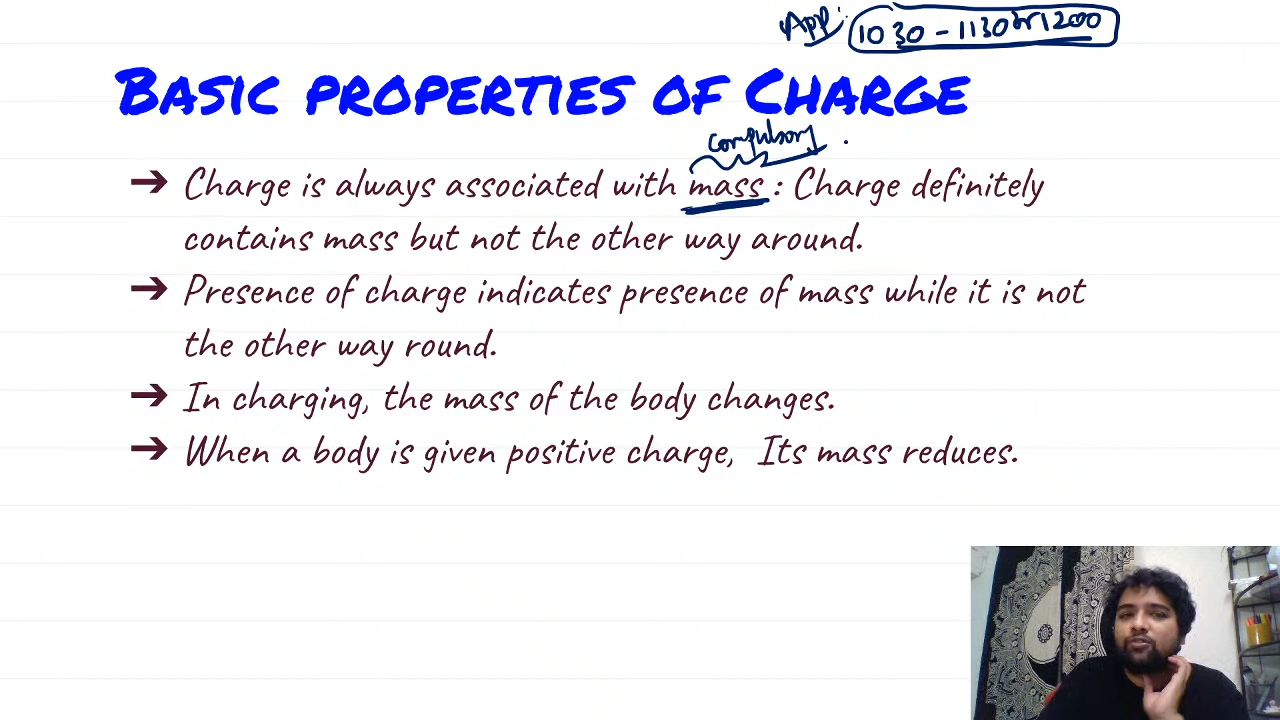 App: 1030 - 1130 or 1200
BASIC PROPERTIES OF CHARGE
compulsory
➔ Charge is always associated with mass : Charge definitely
contains mass but not the other way around.
➔ Presence of charge indicates presence of mass while it is not
the other way round.
➔ In charging, the mass of the body changes.
➔ When a body is given positive charge, Its mass reduces.